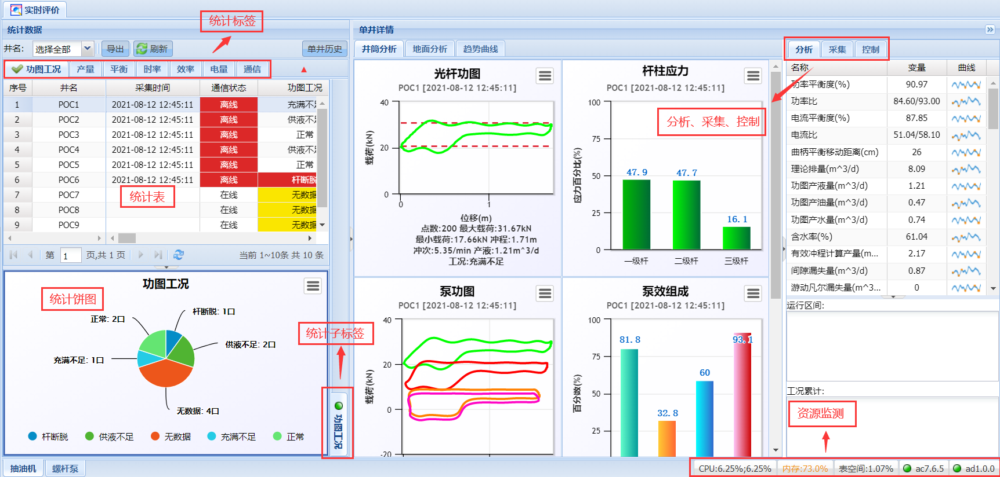 实时评价
统计标签
统计数据
井名: 选择全部 导出 刷新 单井历史
功图工况 产量 平衡 时率 效率 电量 通信
序号 井名 采集时间 通信状态 功图工况
1 POC1 2021-08-12 12:45:11 离线 充满不
2 POC2 2021-08-12 12:45:11 离线 供液不
3 POC3 2021-08-12 12:45:11 离线 正常
4 POC4 2021-08-12 12:45:11 离线 供液不
5 POC5 2021-08-12 12:45:11 离线 正常
6 POC6 2021-08-12 12:45:11 离线 杆断脱
7 POC7 在线 无数据
8 POC8 在线 无数据
9 POC9 在线 无数据
统计表
第 1 页,共 1 页 当前 1~10条 共 10 条
功图工况
统计饼图
杆断脱: 1口
正常: 2口
供液不足: 2口
充满不足: 1口
无数据: 4口
杆断脱 供液不足 无数据 充满不足 正常
统计子标签
功图工况
抽油机 螺杆泵
单井详情
井筒分析 地面分析 趋势曲线
光杆功图
POC1 [2021-08-12 12:45:11]
载荷(kN)
40
20
0
0 1
位移(m)
点数:200 最大载荷:31.67kN
最小载荷:17.66kN 冲程:1.71m
冲次:5.35/min 产液:1.21m^3/d
工况:充满不足
杆柱应力
POC1 [2021-08-12 12:45:11]
应力百分比(%)
100
75
50
25
0
47.9 47.7 16.1
一级杆 二级杆 三级杆
分析、采集、控制
泵功图
POC1 [2021-08-12 12:45:11]
载荷(kN)
40
20
0
-20
泵效组成
POC1 [2021-08-12 12:45:11]
百分数(%)
100
75
50
25
81.8 32.8 60 93.1
分析 采集 控制
名称 变量 曲线
功率平衡度(%) 90.97
功率比 84.60/93.00
电流平衡度(%) 87.85
电流比 51.04/58.10
曲柄平衡移动距离(cm) 26
理论排量(m^3/d) 8.09
功图产液量(m^3/d) 1.21
功图产油量(m^3/d) 0.47
功图产水量(m^3/d) 0.74
含水率(%) 61.04
有效冲程计算产量(m... 2.17
间隙漏失量(m^3/d) 0.87
游动凡尔漏失量(m^3... 0
运行区间:
工况累计:
资源监测
CPU:6.25%;6.25% 内存:73.0% 表空间:1.07% ac7.6.5 ad1.0.0